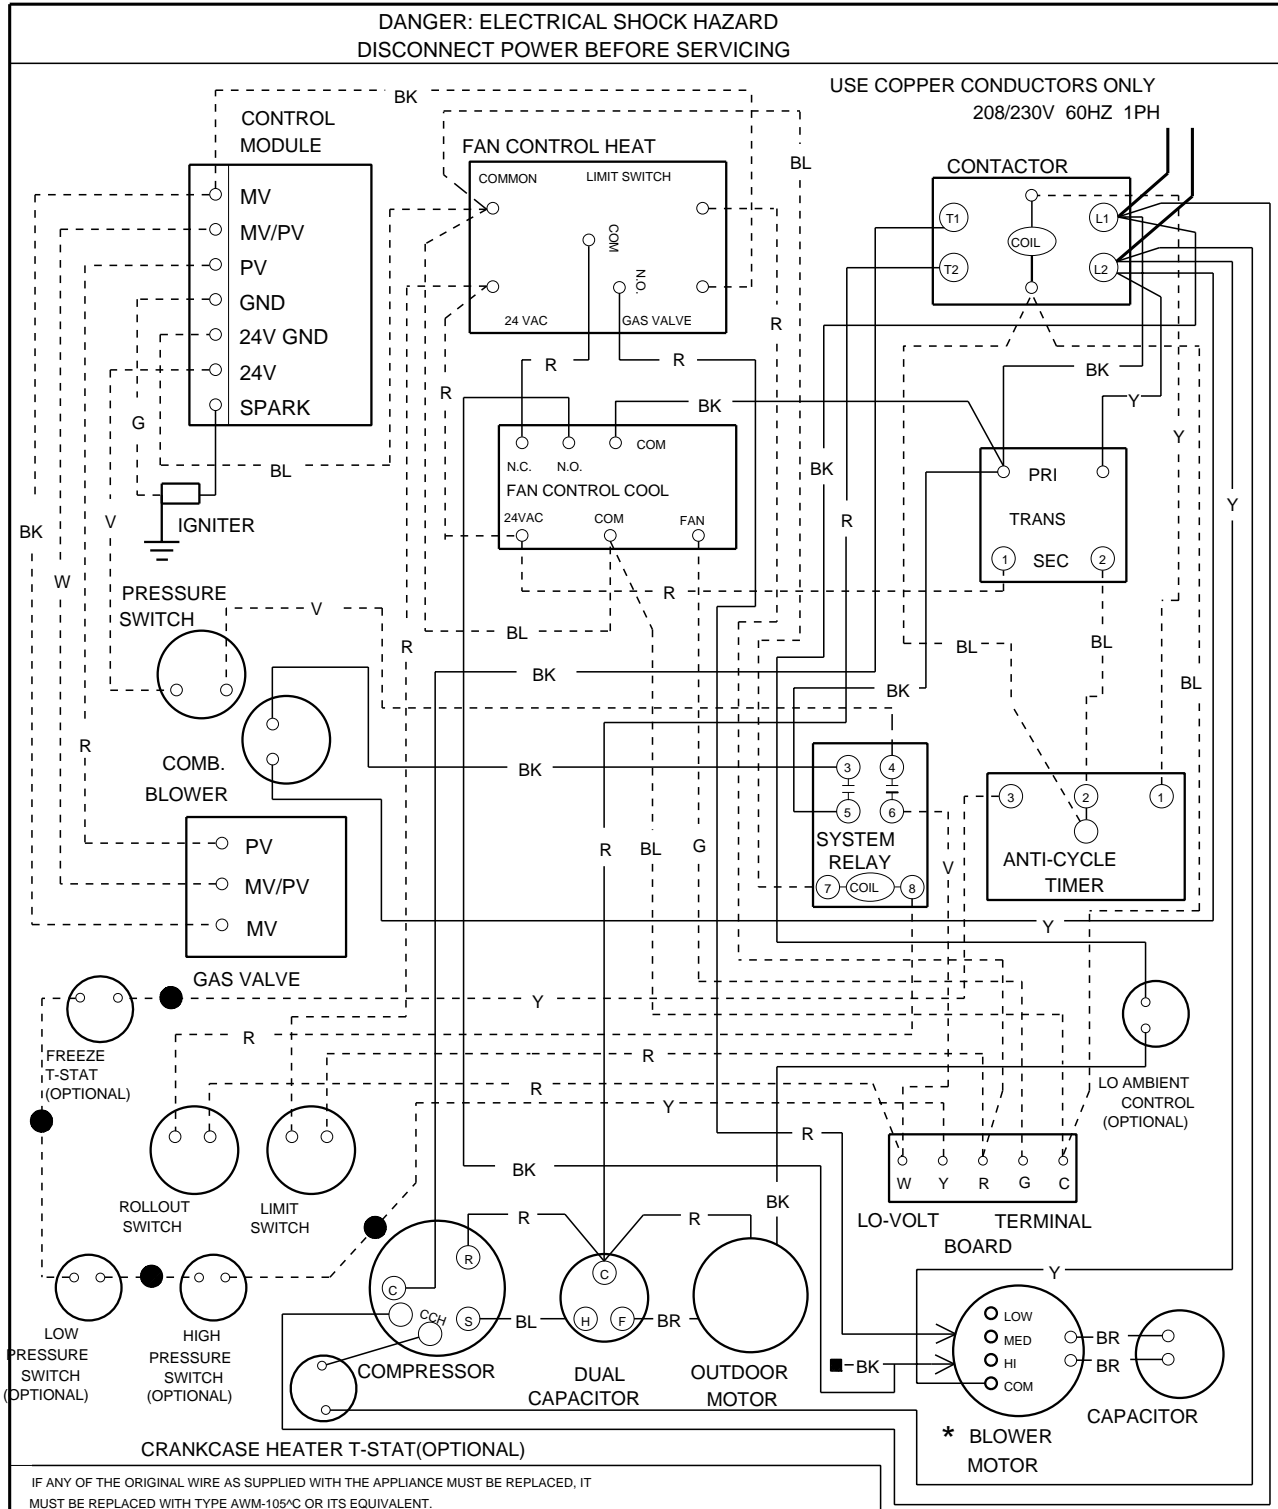 DANGER: ELECTRICAL SHOCK HAZARD
DISCONNECT POWER BEFORE SERVICING
USE COPPER CONDUCTORS ONLY
208/230V 60HZ 1PH
BK
CONTROL
MODULE
MV
MV/PV
PV
GND
24V GND
24V
SPARK
FAN CONTROL HEAT
COMMON
LIMIT SWITCH
COM
N.O.
24 VAC
GAS VALVE
BL
CONTACTOR
T1
L1
COIL
T2
L2
R
R
R
R
BK
BK
Y
Y
G
BL
BK
R
Y
N.C.
N.O.
COM
FAN CONTROL COOL
24VAC
COM
FAN
PRI
TRANS
1
SEC
2
IGNITER
BK
V
W
R
PRESSURE
SWITCH
V
BL
R
BL
BL
BL
BK
BK
R
COMB.
BLOWER
BK
3
4
5
6
SYSTEM
RELAY
7
COIL
8
3
2
1
ANTI-CYCLE
TIMER
R
BL
G
V
PV
MV/PV
MV
GAS VALVE
Y
Y
FREEZE
T-STAT
(OPTIONAL)
R
R
R
Y
LO AMBIENT
CONTROL
(OPTIONAL)
R
BK
BK
W
Y
R
G
C
LO-VOLT
TERMINAL
BOARD
ROLLOUT
SWITCH
LIMIT
SWITCH
R
R
Y
R
C
CCH
S
BL
C
H
F
BR
LOW
PRESSURE
SWITCH
(OPTIONAL)
HIGH
PRESSURE
SWITCH
(OPTIONAL)
COMPRESSOR
DUAL
CAPACITOR
OUTDOOR
MOTOR
BK
LOW
MED
HI
COM
BR
BR
CAPACITOR
* BLOWER
MOTOR
CRANKCASE HEATER T-STAT(OPTIONAL)
IF ANY OF THE ORIGINAL WIRE AS SUPPLIED WITH THE APPLIANCE MUST BE REPLACED, IT
MUST BE REPLACED WITH TYPE AWM-105^C OR ITS EQUIVALENT.